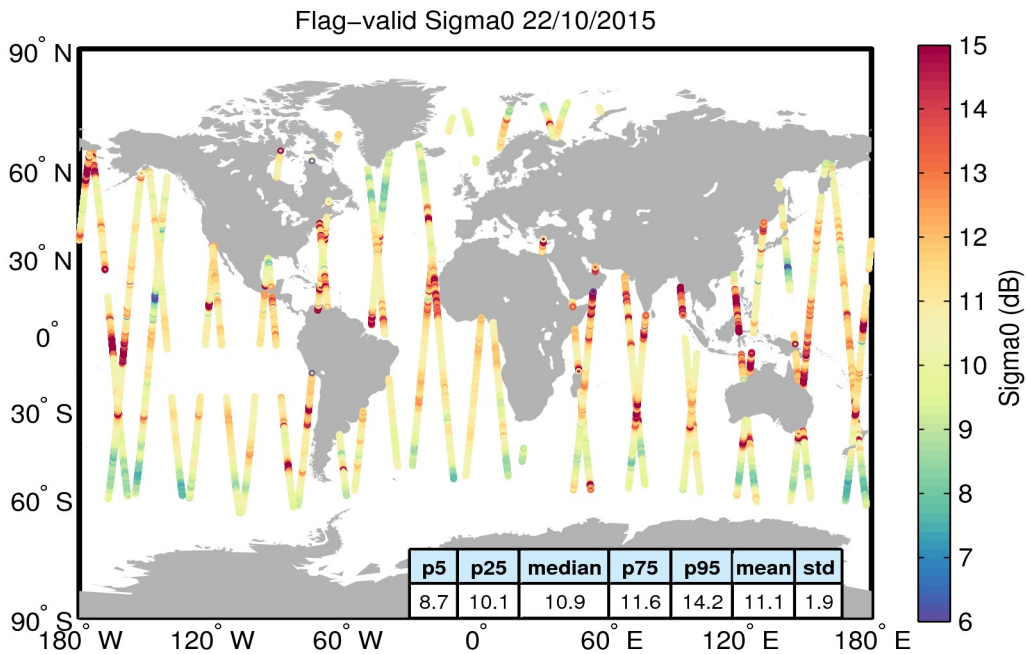 Flag−valid Sigma0 22/10/2015
90° N
60° N
30° N
0°
30° S
60° S
90° S
180° W
120° W
60° W
0°
60° E
120° E
180° E
p5 p25 median p75 p95 mean std
8.7 10.1 10.9 11.6 14.2 11.1 1.9
15
14
13
12
11
10
9
8
7
6
Sigma0 (dB)